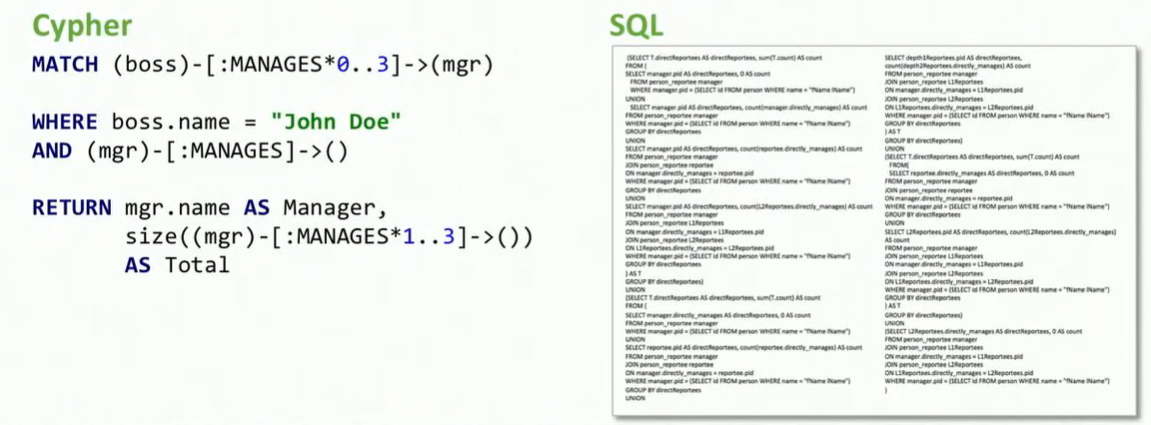 Cypher
MATCH (boss)-[:MANAGES*0..3]->(mgr)
WHERE boss.name = "John Doe"
AND (mgr)-[:MANAGES]->()
RETURN mgr.name AS Manager,
size((mgr)-[:MANAGES*1..3]->())
AS Total
SQL
(SELECT T.directReportees AS directReportees, sum(T.count) AS count
FROM (
SELECT manager.pid AS directReportees, 0 AS count
FROM person_reportee manager
WHERE manager.pid = (SELECT id FROM person WHERE name = "fName lName")
UNION
SELECT manager.pid AS directReportees, count(manager.directly_manages) AS count
FROM person_reportee manager
WHERE manager.pid = (SELECT id FROM person WHERE name = "fName lName")
GROUP BY directReportees
UNION
SELECT manager.pid AS directReportees, count(reportee.directly_manages) AS count
FROM person_reportee manager
JOIN person_reportee reportee
ON manager.directly_manages = reportee.pid
WHERE manager.pid = (SELECT id FROM person WHERE name = "fName lName")
GROUP BY directReportees
UNION
SELECT manager.pid AS directReportees, count(L2Reportees.directly_manages) AS count
FROM person_reportee manager
JOIN person_reportee L1Reportees
ON manager.directly_manages = L1Reportees.pid
JOIN person_reportee L2Reportees
ON L1Reportees.directly_manages = L2Reportees.pid
WHERE manager.pid = (SELECT id FROM person WHERE name = "fName lName")
GROUP BY directReportees
) AS T
GROUP BY directReportees)
UNION
(SELECT T.directReportees AS directReportees, sum(T.count) AS count
FROM (
SELECT manager.directly_manages AS directReportees, 0 AS count
FROM person_reportee manager
WHERE manager.pid = (SELECT id FROM person WHERE name = "fName lName")
UNION
SELECT reportee.pid AS directReportees, count(reportee.directly_manages) AS count
FROM person_reportee manager
JOIN person_reportee reportee
ON manager.directly_manages = reportee.pid
WHERE manager.pid = (SELECT id FROM person WHERE name = "fName lName")
GROUP BY directReportees
UNION
SELECT depth1Reportees.pid AS directReportees,
count(depth2Reportees.directly_manages) AS count
FROM person_reportee manager
JOIN person_reportee L1Reportees
ON manager.directly_manages = L1Reportees.pid
JOIN person_reportee L2Reportees
ON L1Reportees.directly_manages = L2Reportees.pid
WHERE manager.pid = (SELECT id FROM person WHERE name = "fName lName")
GROUP BY directReportees
) AS T
GROUP BY directReportees)
UNION
(SELECT T.directReportees AS directReportees, sum(T.count) AS count
FROM(
SELECT reportee.directly_manages AS directReportees, 0 AS count
FROM person_reportee manager
JOIN person_reportee reportee
ON manager.directly_manages = reportee.pid
WHERE manager.pid = (SELECT id FROM person WHERE name = "fName lName")
GROUP BY directReportees
UNION
SELECT L2Reportees.pid AS directReportees, count(L2Reportees.directly_manages)
AS count
FROM person_reportee manager
JOIN person_reportee L1Reportees
ON manager.directly_manages = L1Reportees.pid
JOIN person_reportee L2Reportees
ON L1Reportees.directly_manages = L2Reportees.pid
WHERE manager.pid = (SELECT id FROM person WHERE name = "fName lName")
GROUP BY directReportees
) AS T
GROUP BY directReportees)
UNION
(SELECT L2Reportees.directly_manages AS directReportees, 0 AS count
FROM person_reportee manager
JOIN person_reportee L1Reportees
ON manager.directly_manages = L1Reportees.pid
JOIN person_reportee L2Reportees
ON L1Reportees.directly_manages = L2Reportees.pid
WHERE manager.pid = (SELECT id FROM person WHERE name = "fName lName")
)